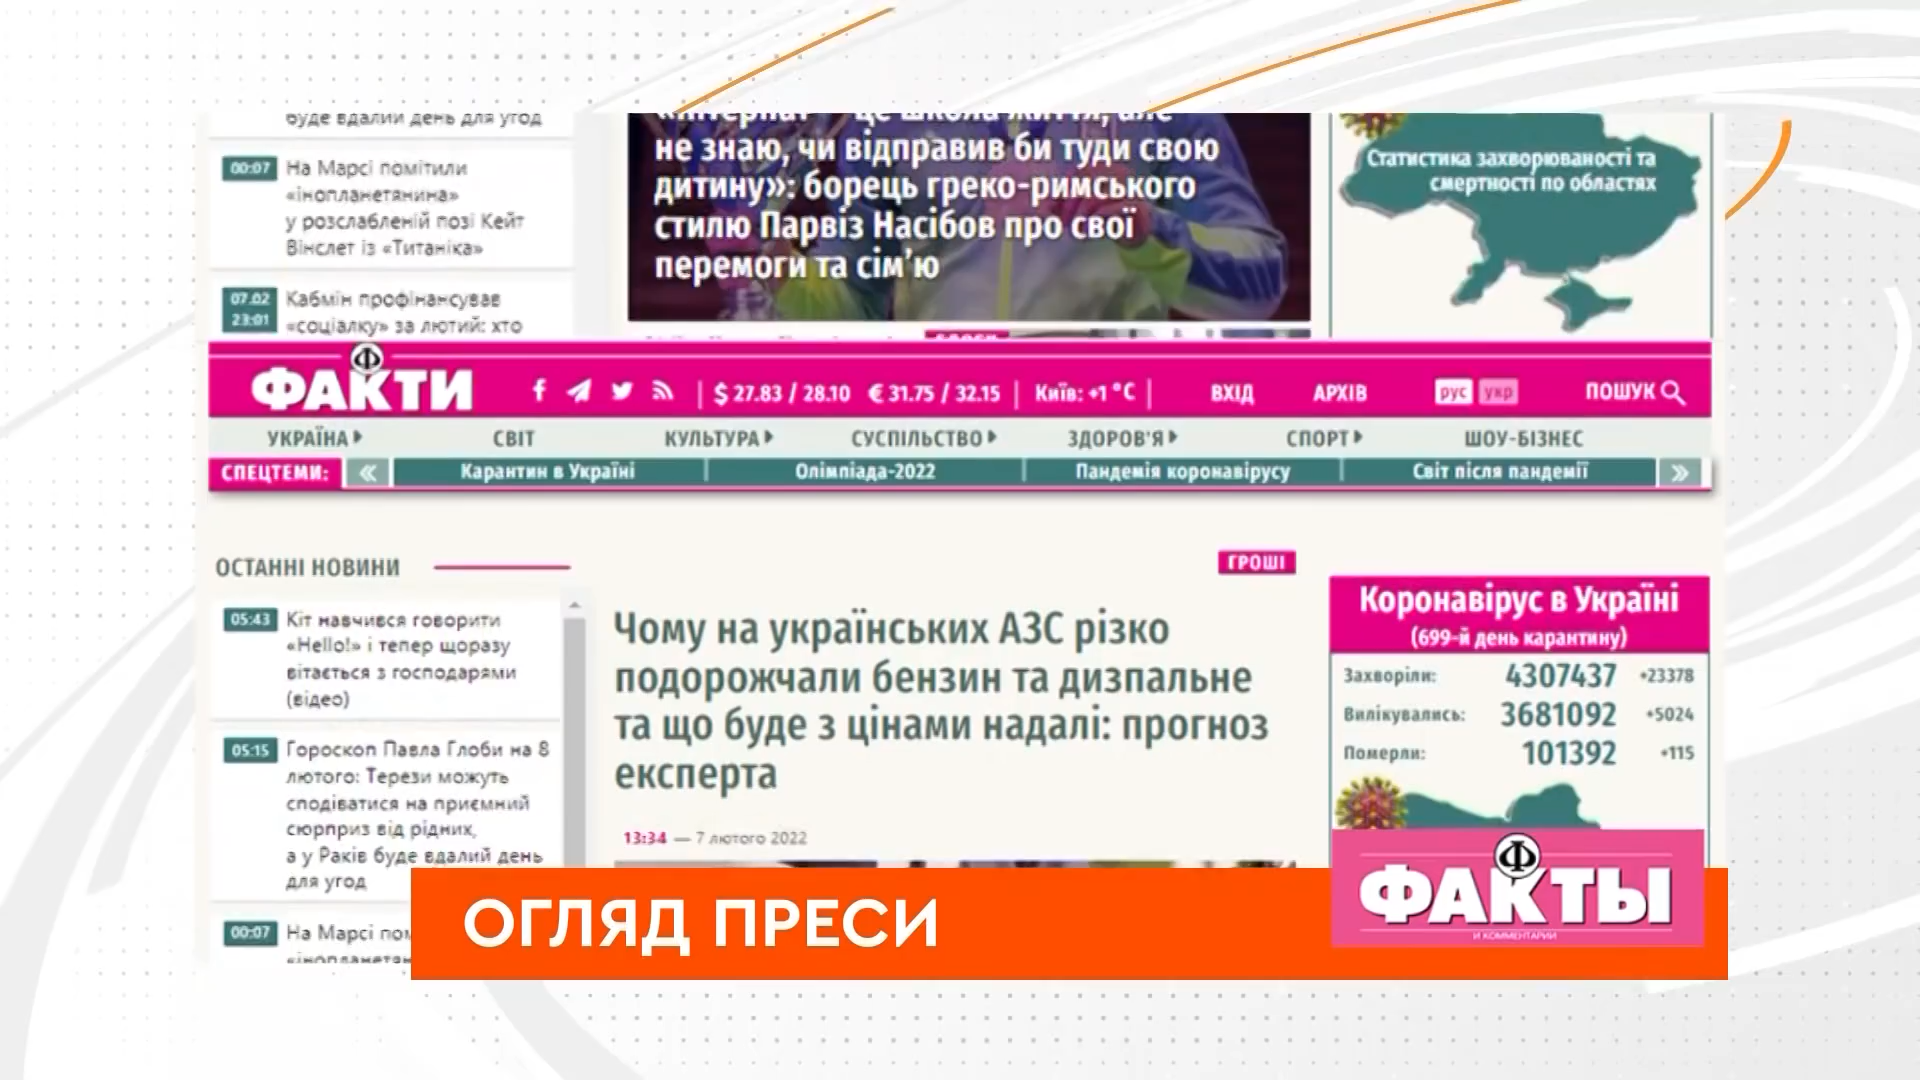 буде вдалий день для угод
00:07 На Марсі помітили
«інопланетянина»
у розслабленій позі Кейт
Вінслет із «Титаніка»
07.02
23:01
Кабмін профінансував
«соціалку» за лютий: хто
«Інтернат — це школа життя, але
не знаю, чи відправив би туди свою
дитину»: борець греко-римського
стилю Парвіз Насібов про свої
перемоги та сім'ю
Статистика захворюваності та
смертності по областях
ФАКТИ
$ 27.83 / 28.10 € 31.75 / 32.15
Київ: +1 °C
ВХІД
АРХІВ
рус укр
ПОШУК
УКРАЇНА СВІТ КУЛЬТУРА СУСПІЛЬСТВО ЗДОРОВ'Я СПОРТ ШОУ-БІЗНЕС
СПЕЦТЕМИ: « Карантин в Україні Олімпіада-2022 Пандемія коронавірусу Світ після пандемії »
ОСТАННІ НОВИНИ
05:43 Кіт навчився говорити
«Hello!» і тепер щоразу
вітається з господарями
(відео)
05:15 Гороскоп Павла Глоби на 8
лютого: Терези можуть
сподіватися на приємний
сюрприз від рідних,
а у Раків буде вдалий день
для угод
00:07 На Марсі
ГРОШІ
Чому на українських АЗС різко
подорожчали бензин та дизпальне
та що буде з цінами надалі: прогноз
експерта
13:34 — 7 лютого 2022
Коронавірус в Україні
(699-й день карантину)
Захворіли: 4307437 +23378
Вилікувались: 3681092 +5024
Померли: 101392 +115
ФАКТЫ
И КОММЕНТАРИИ
ОГЛЯД ПРЕСИ